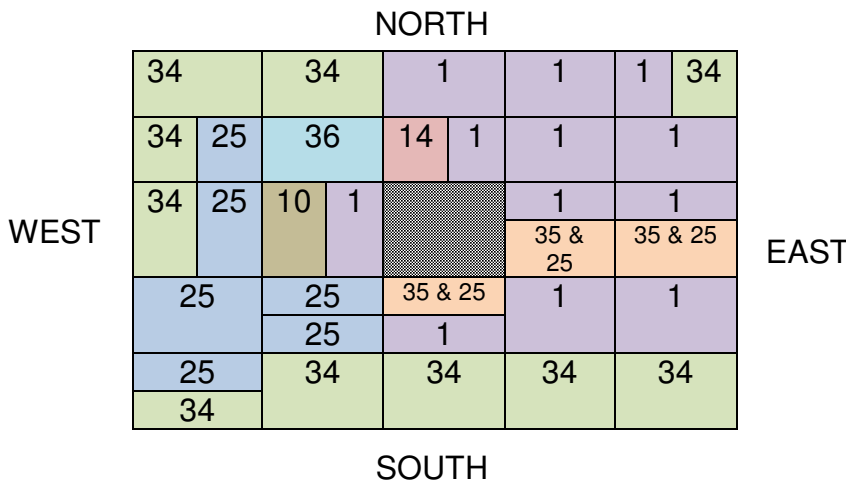 NORTH
34 34 1 1 1 34
34 25 36 14 1 1 1
34 25 10 1 1 1
WEST
35 &
25
35 & 25
EAST
25 25 35 & 25 1 1
25 1
25 34 34 34 34
34
SOUTH